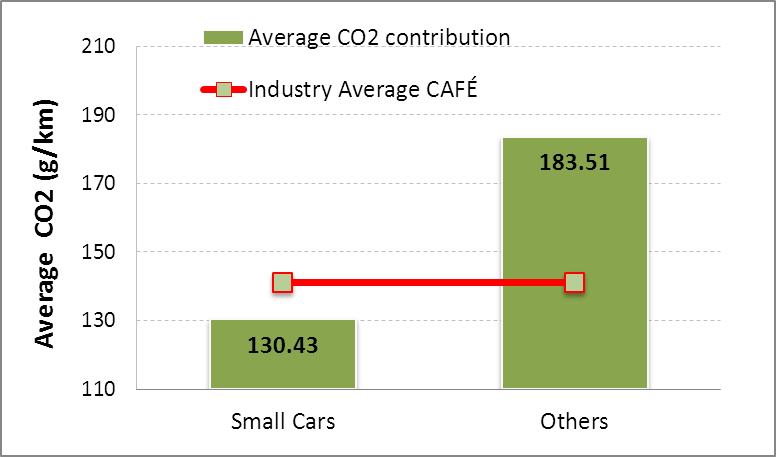 Average CO2 contribution
Industry Average CAFÉ
Average CO2 (g/km)
210
190
170
150
130
110
183.51
130.43
Small Cars
Others